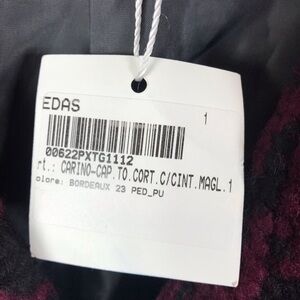 EDAS 1
00622PXTG1112
rt.: CARINO-CAP.TO.CORT.C/CINT.MAGL.1
olore: BORDEAUX 23 PED_PU